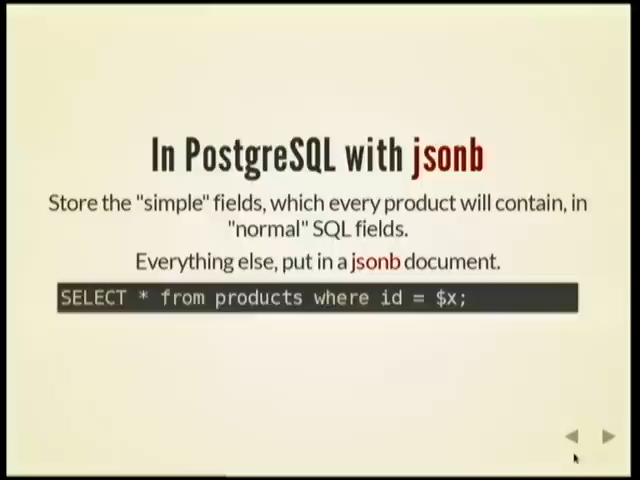 In PostgreSQL with jsonb
Store the "simple" fields, which every product will contain, in
"normal" SQL fields.
Everything else, put in a jsonb document.
SELECT * from products where id = $x;